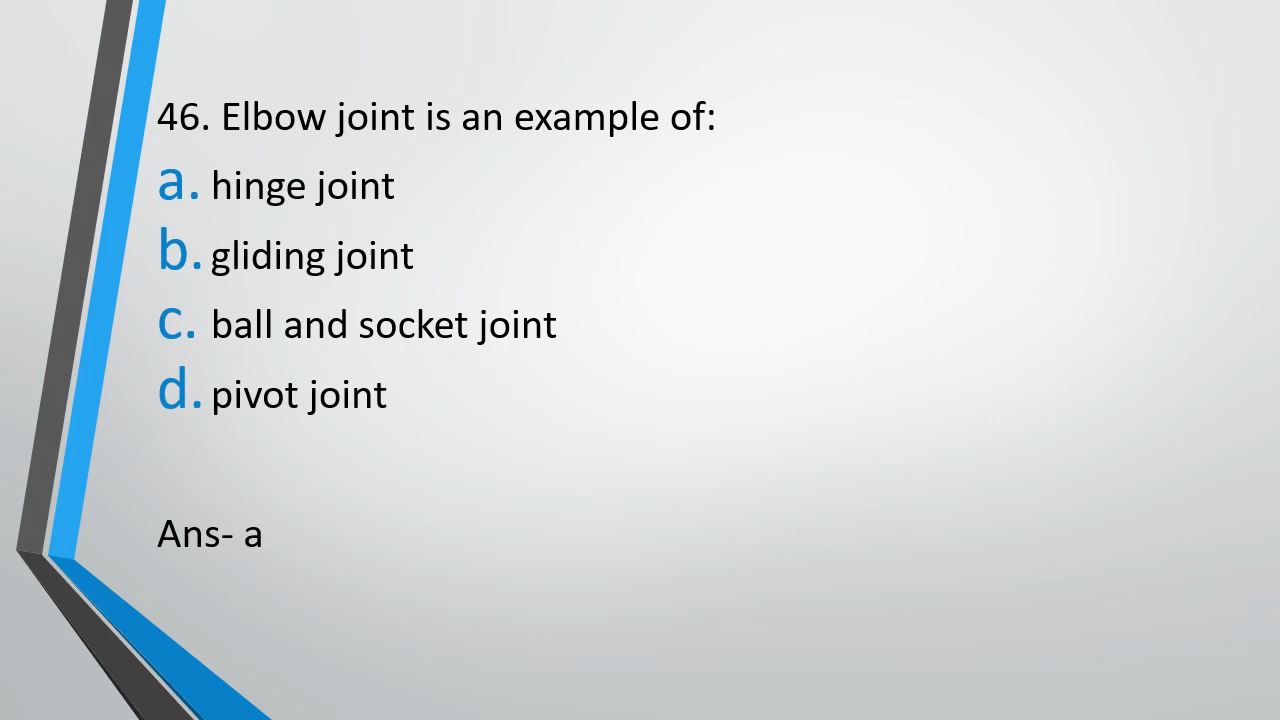 46. Elbow joint is an example of:
a. hinge joint
b. gliding joint
c. ball and socket joint
d. pivot joint
Ans- a